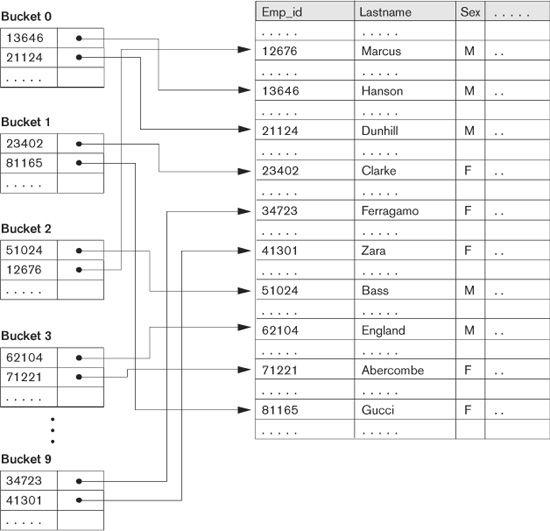 Bucket 0
13646
21124
. . . . .
Bucket 1
23402
81165
. . . . .
Bucket 2
51024
12676
. . . . .
Bucket 3
62104
71221
. . . . .
Bucket 9
34723
41301
. . . . .
Emp_id Lastname Sex . . . . .
. . . . . . . . . .
12676 Marcus M . .
. . . . . . . . . .
13646 Hanson M . .
. . . . . . . . . .
21124 Dunhill M . .
. . . . . . . . . .
23402 Clarke F . .
. . . . . . . . . .
34723 Ferragamo F . .
. . . . . . . . . .
41301 Zara F . .
. . . . . . . . . .
51024 Bass M . .
. . . . . . . . . .
62104 England M . .
. . . . . . . . . .
71221 Abercombe F . .
. . . . . . . . . .
81165 Gucci F . .
. . . . . . . . . .